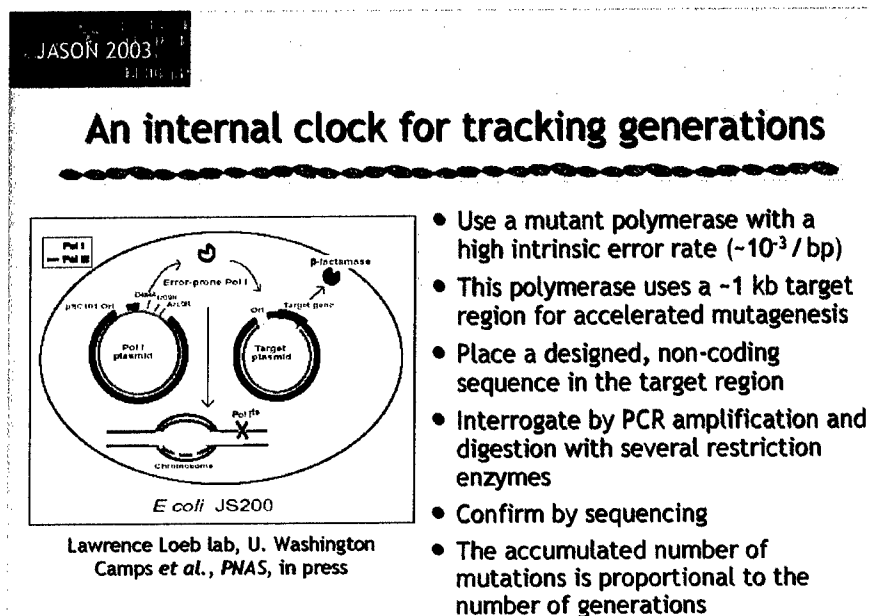 JASON 2003
An internal clock for tracking generations
Pol I
Pol III
β-lactamase
Error-prone Pol I
pSC101 Ori
Ori
Target gene
Pol I
plasmid
Target
plasmid
Pol I ts
Chromosome
E coli JS200
Lawrence Loeb lab, U. Washington
Camps et al., PNAS, in press
• Use a mutant polymerase with a
high intrinsic error rate (~10⁻³/bp)
• This polymerase uses a ~1 kb target
region for accelerated mutagenesis
• Place a designed, non-coding
sequence in the target region
• Interrogate by PCR amplification and
digestion with several restriction
enzymes
• Confirm by sequencing
• The accumulated number of
mutations is proportional to the
number of generations